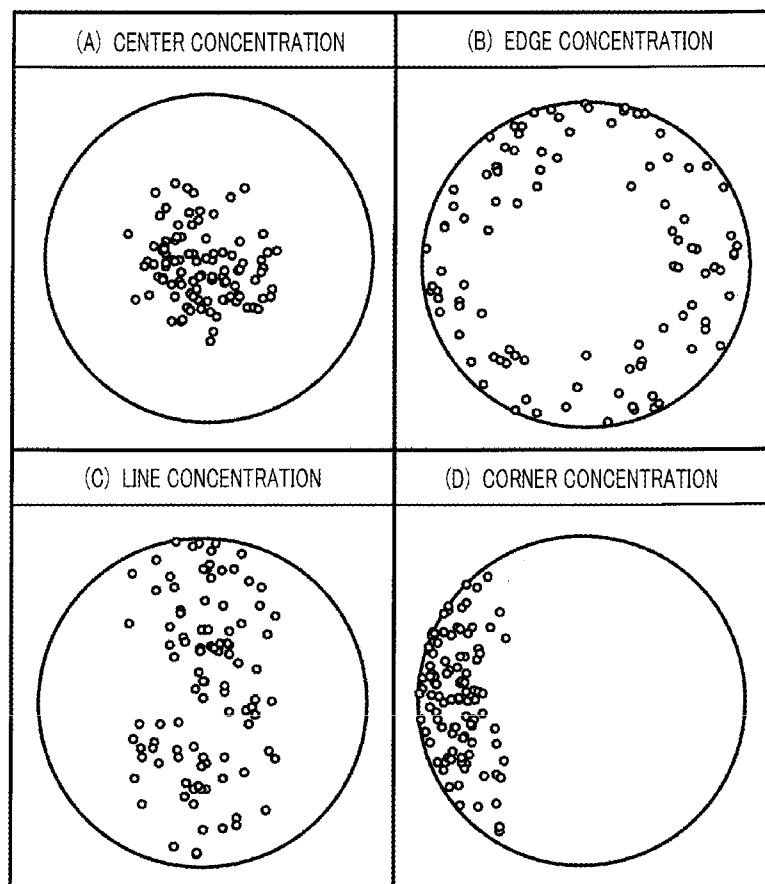 (A) CENTER CONCENTRATION
(B) EDGE CONCENTRATION
(C) LINE CONCENTRATION
(D) CORNER CONCENTRATION